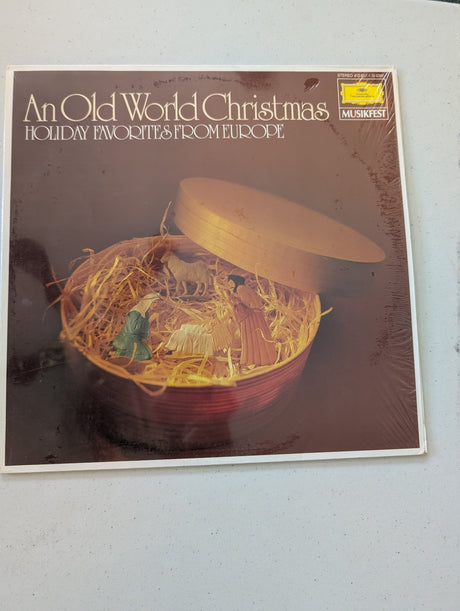 An Old World Christmas
HOLIDAY FAVORITES FROM EUROPE
STEREO
MUSIKFEST